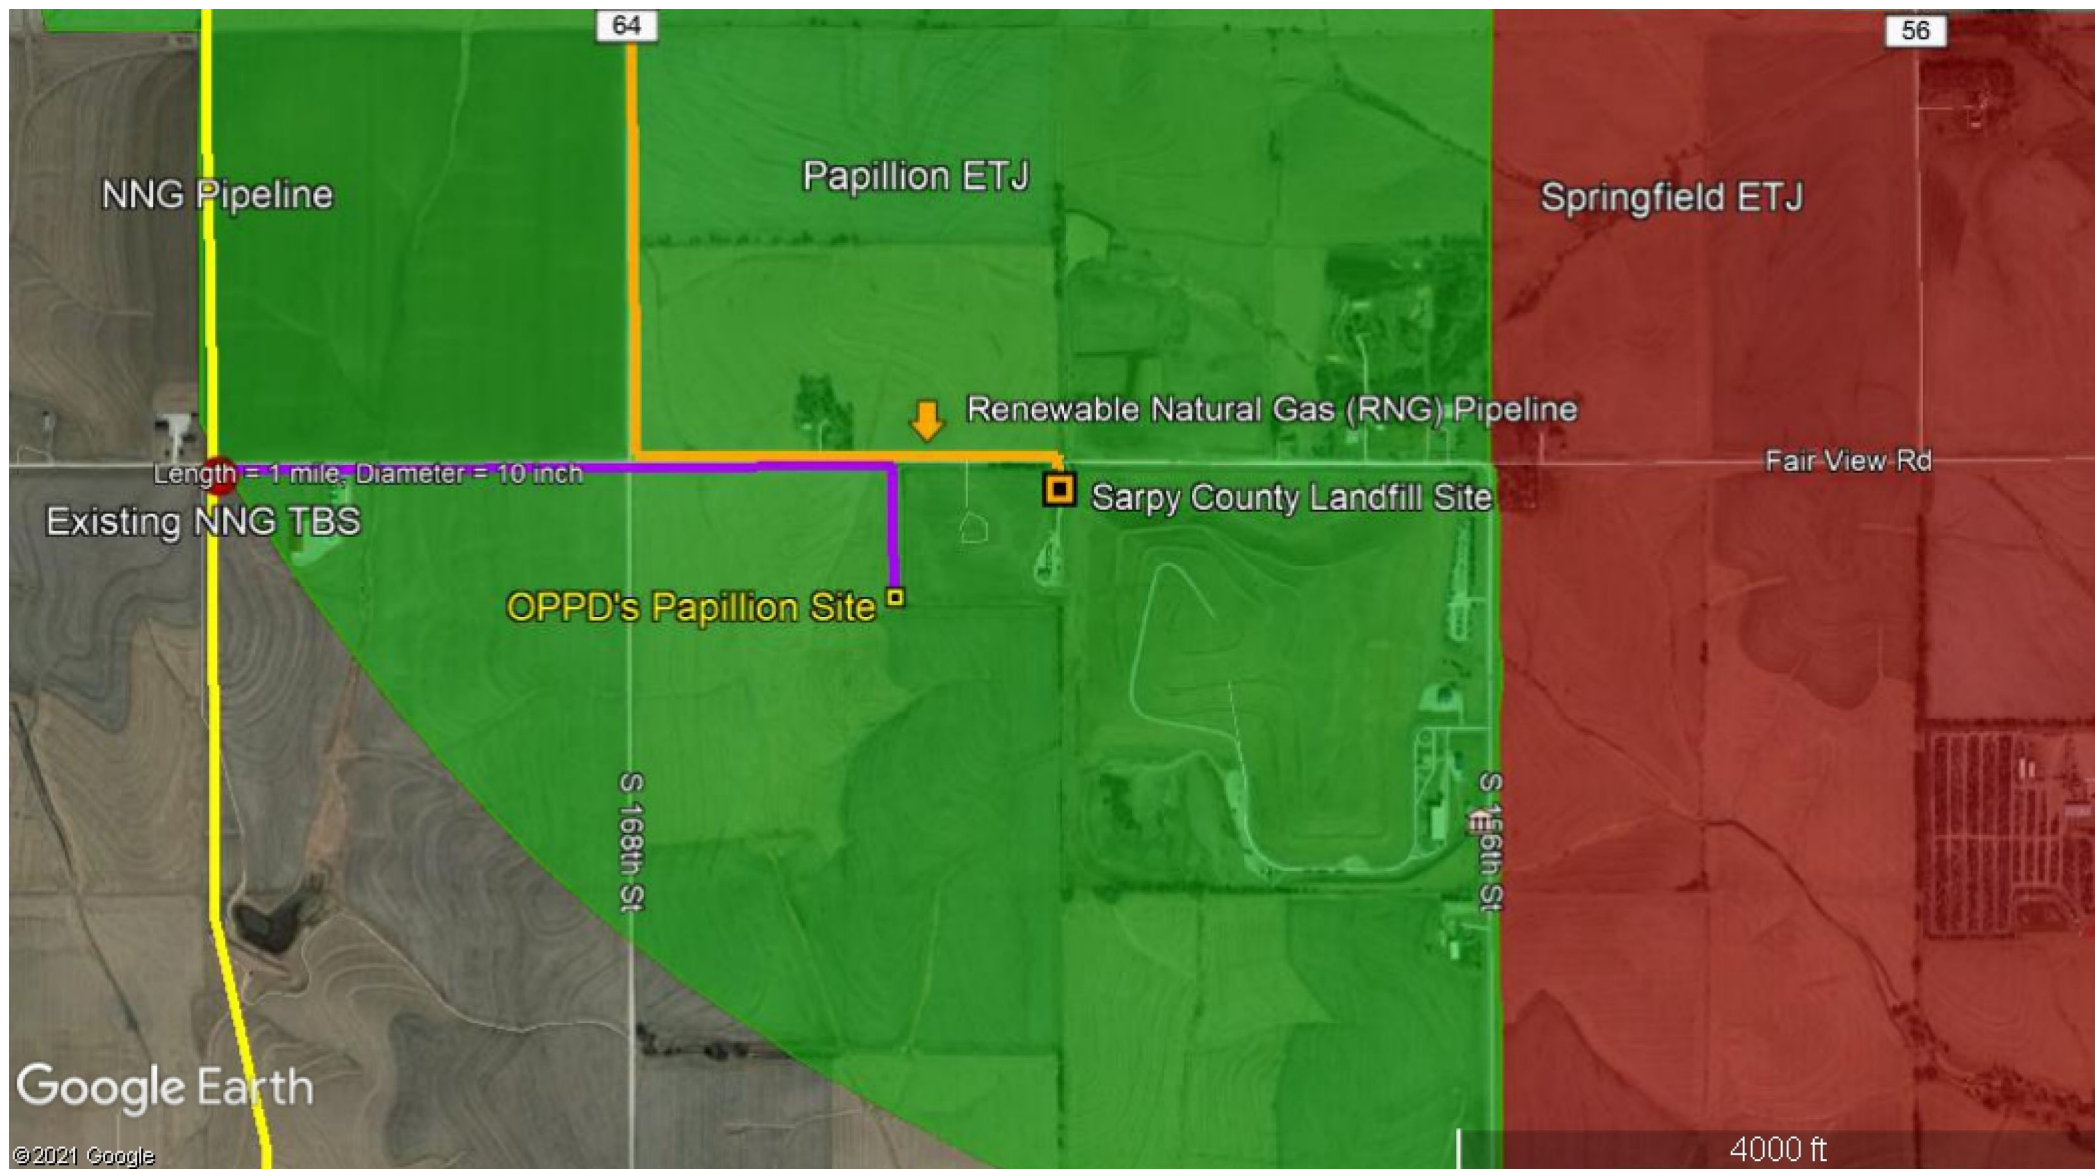 64
56
NNG Pipeline
Papillion ETJ
Springfield ETJ
Renewable Natural Gas (RNG) Pipeline
Fair View Rd
Length = 1 mile, Diameter = 10 inch
Sarpy County Landfill Site
Existing NNG TBS
OPPD's Papillion Site
S 168th St
S 156th St
Google Earth
©2021 Google
4000 ft